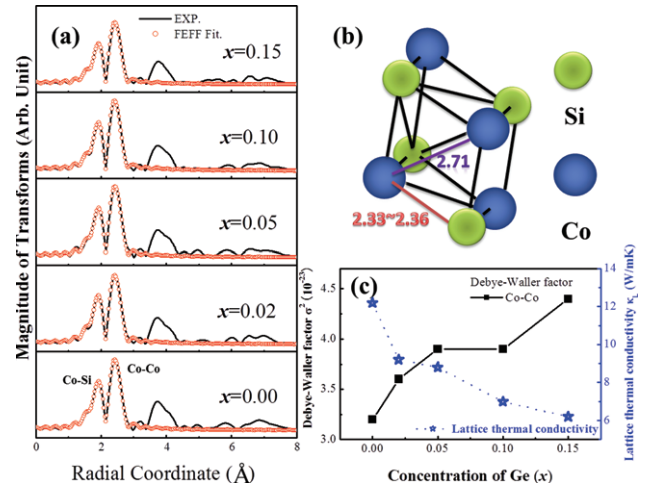 (a)
EXP.
FEFF Fit.
x=0.15
x=0.10
x=0.05
x=0.02
Co-Si
Co-Co
x=0.00
0 2 4 6 8
Radial Coordinate (Å)
Magnitude of Transforms (Arb. Unit)
(b)
Si
2.71
2.33~2.36
Co
(c)
Debye-Waller factor
Co-Co
Lattice thermal conductivity
4.5
4.0
3.5
3.0
Debye-Waller factor σ² (10⁻²³)
12
10
8
6
Lattice thermal conductivity κL (W/mK)
0.00 0.05 0.10 0.15
Concentration of Ge (x)